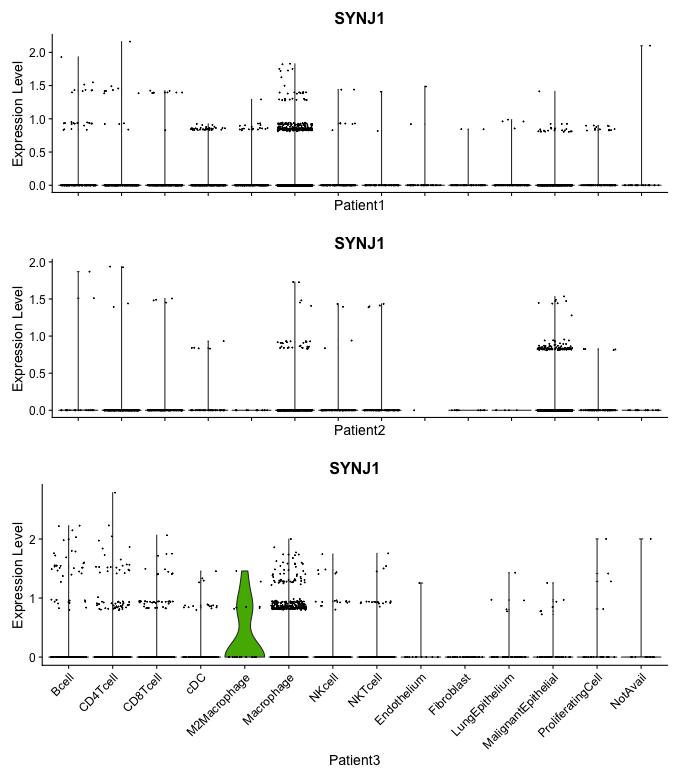 SYNJ1
Expression Level
2.0
1.5
1.0
0.5
0.0
Patient1
SYNJ1
Expression Level
2.0
1.5
1.0
0.5
0.0
Patient2
SYNJ1
Expression Level
2
1
0
Bcell
CD4Tcell
CD8Tcell
cDC
M2Macrophage
Macrophage
NKcell
NKTcell
Endothelium
Fibroblast
LungEpithelium
MalignantEpithelial
ProliferatingCell
NotAvail
Patient3